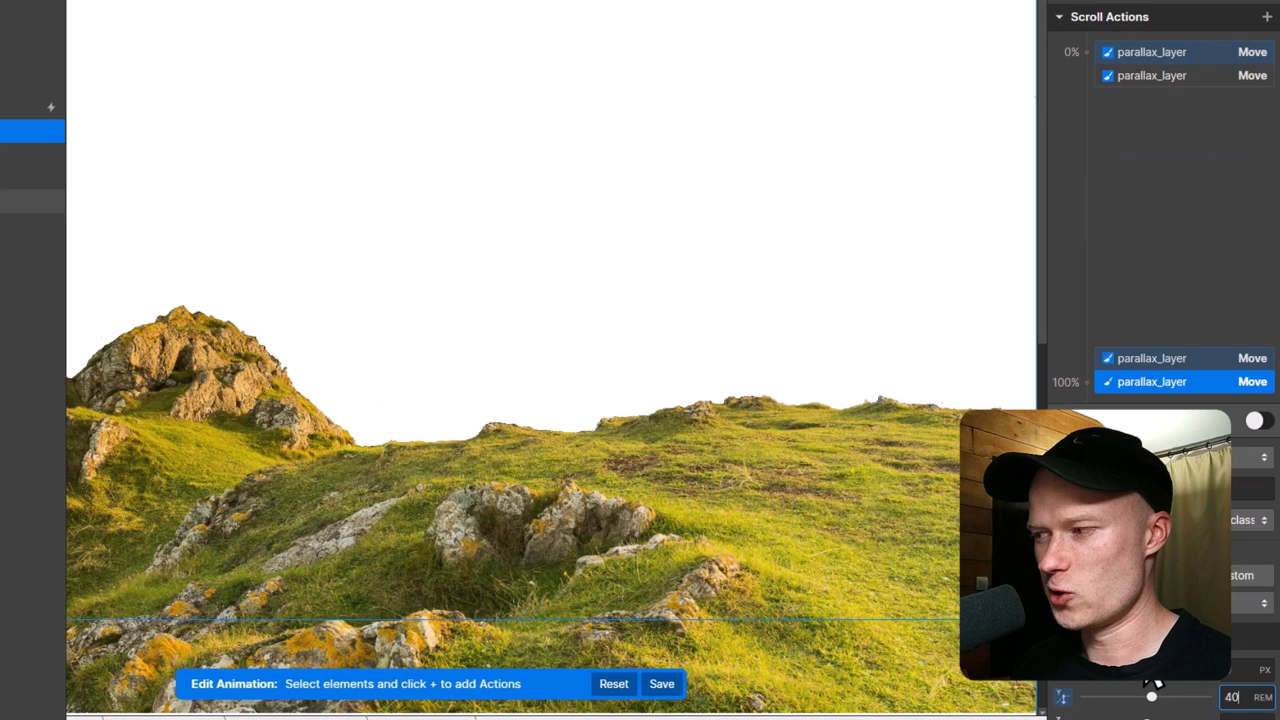 Scroll Actions
0% parallax_layer Move
parallax_layer Move
parallax_layer Move
100% parallax_layer Move
class
stom
PX
Edit Animation: Select elements and click + to add Actions Reset Save
Y 40 REM